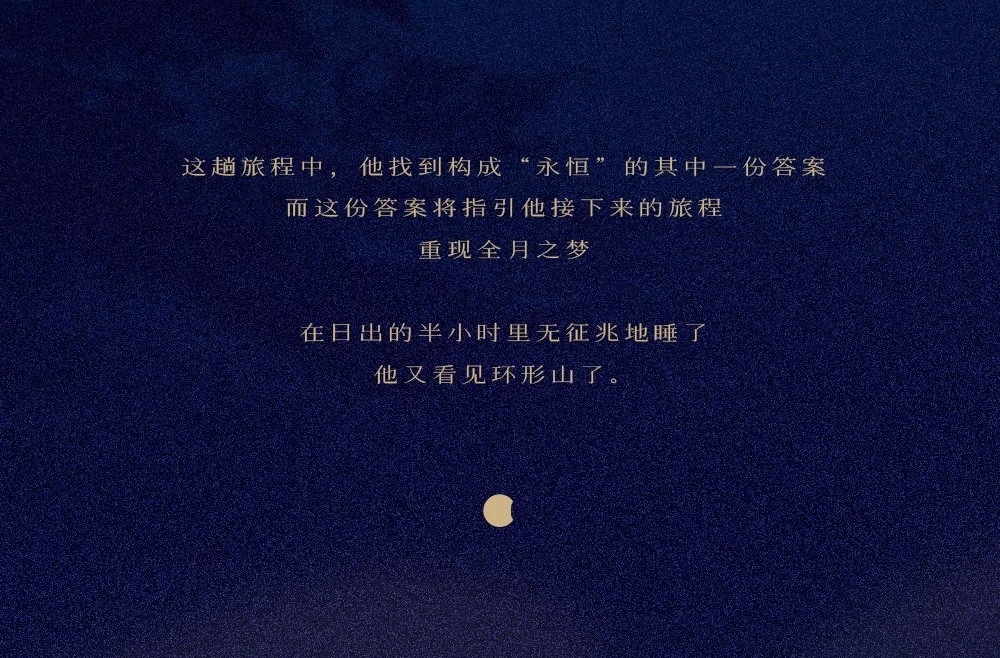 这趟旅程中，他找到构成“永恒”的其中一份答案
而这份答案将指引他接下来的旅程
重现全月之梦
在日出的半小时里无征兆地睡了
他又看见环形山了。